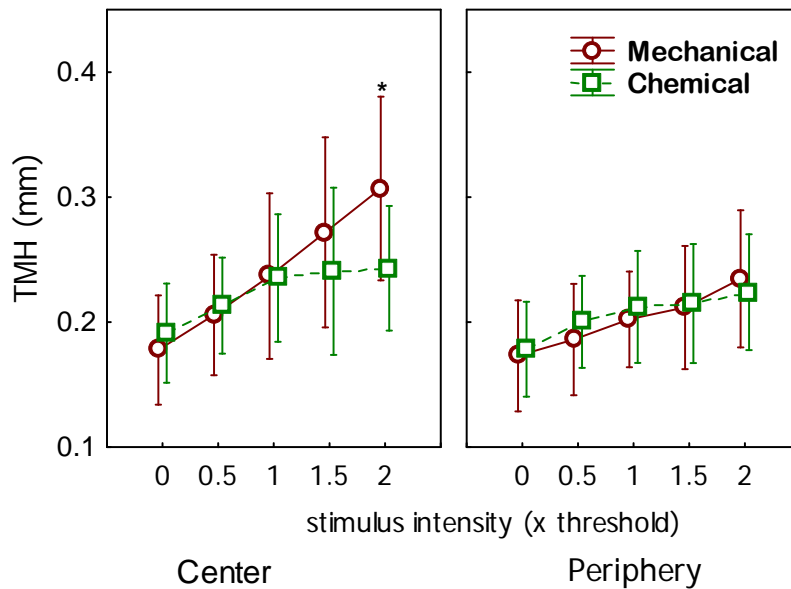 Mechanical
Chemical
*
0.4
0.3
0.2
0.1
TMH (mm)
0 0.5 1 1.5 2
0 0.5 1 1.5 2
stimulus intensity (x threshold)
Center
Periphery